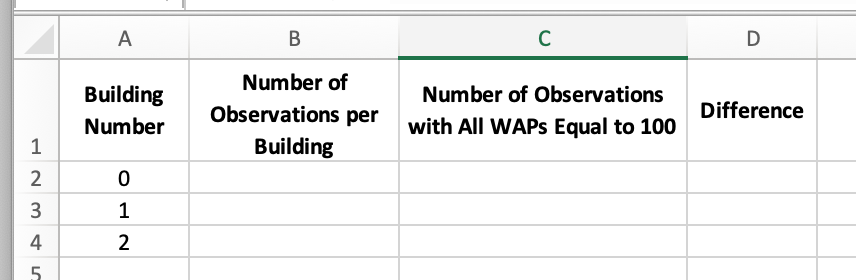 A B C D
Building
Number
Number of
Observations per
Building
Number of Observations
with All WAPs Equal to 100
Difference
1
2 0
3 1
4 2
5